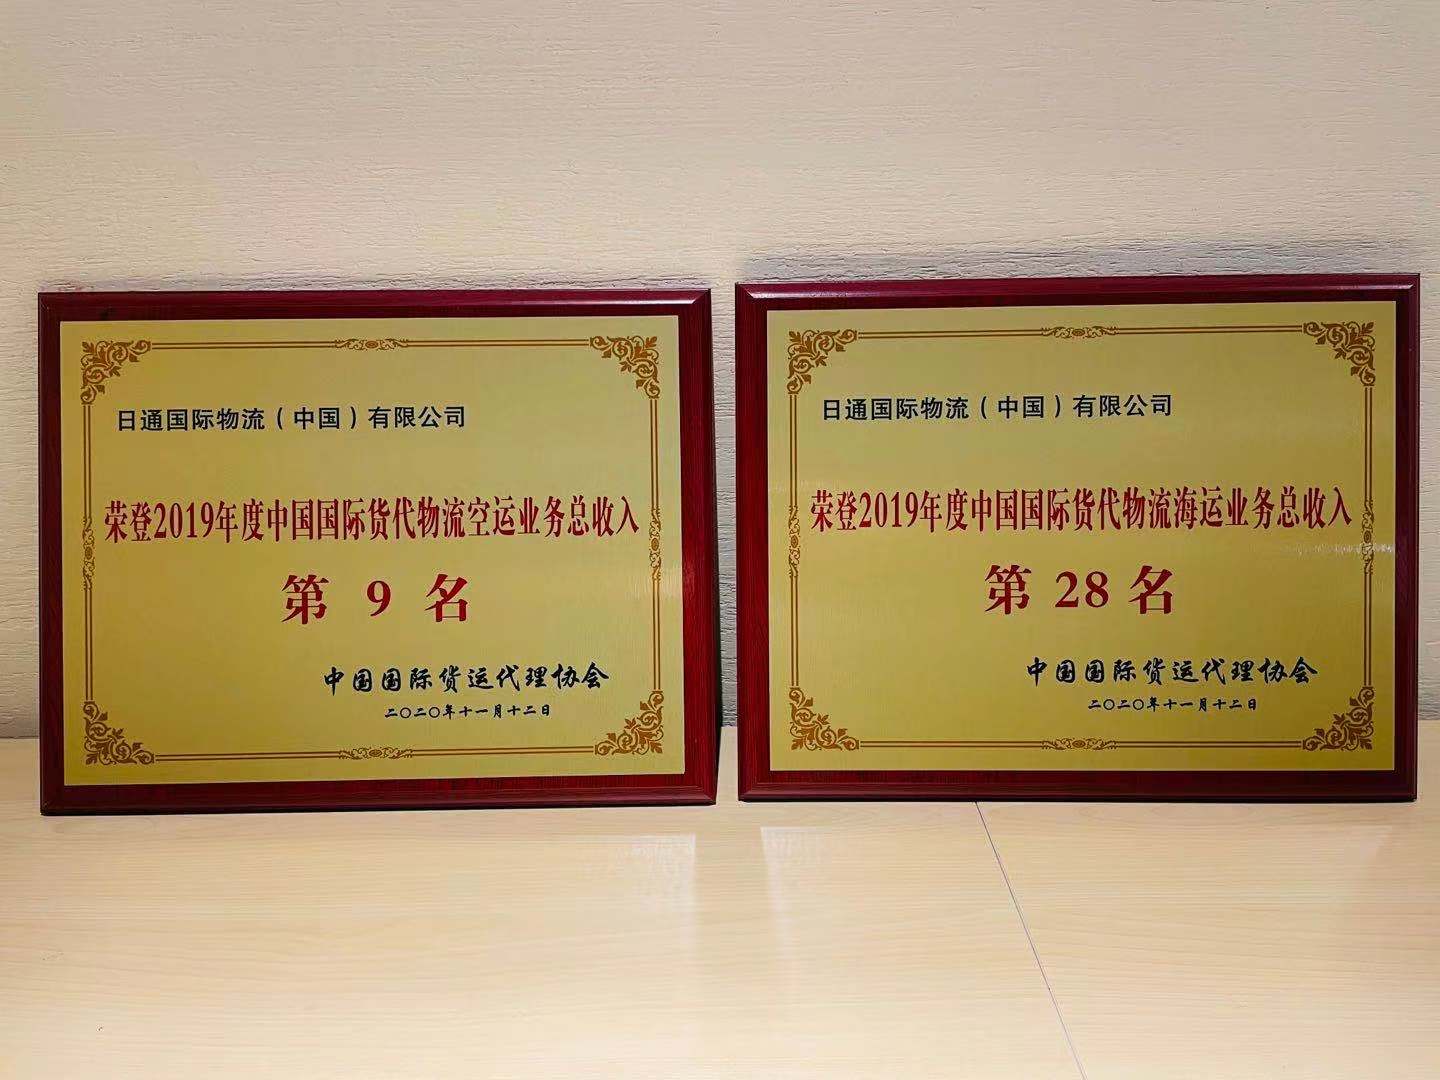 日通国际物流（中国）有限公司
荣登2019年度中国国际货代物流空运业务总收入
第 9 名
中国国际货运代理协会
二〇二〇年十一月十二日
日通国际物流（中国）有限公司
荣登2019年度中国国际货代物流海运业务总收入
第 28 名
中国国际货运代理协会
二〇二〇年十一月十二日